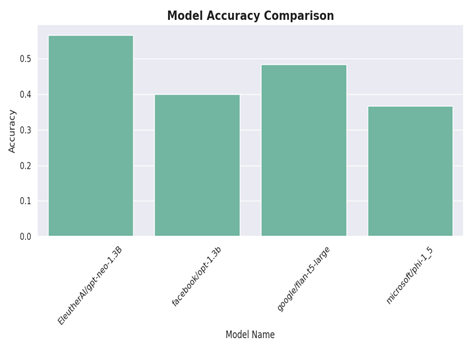 Model Accuracy Comparison
Accuracy
0.5
0.4
0.3
0.2
0.1
0.0
EleutherAI/gpt-neo-1.3B
facebook/opt-1.3b
google/flan-t5-large
microsoft/phi-1_5
Model Name